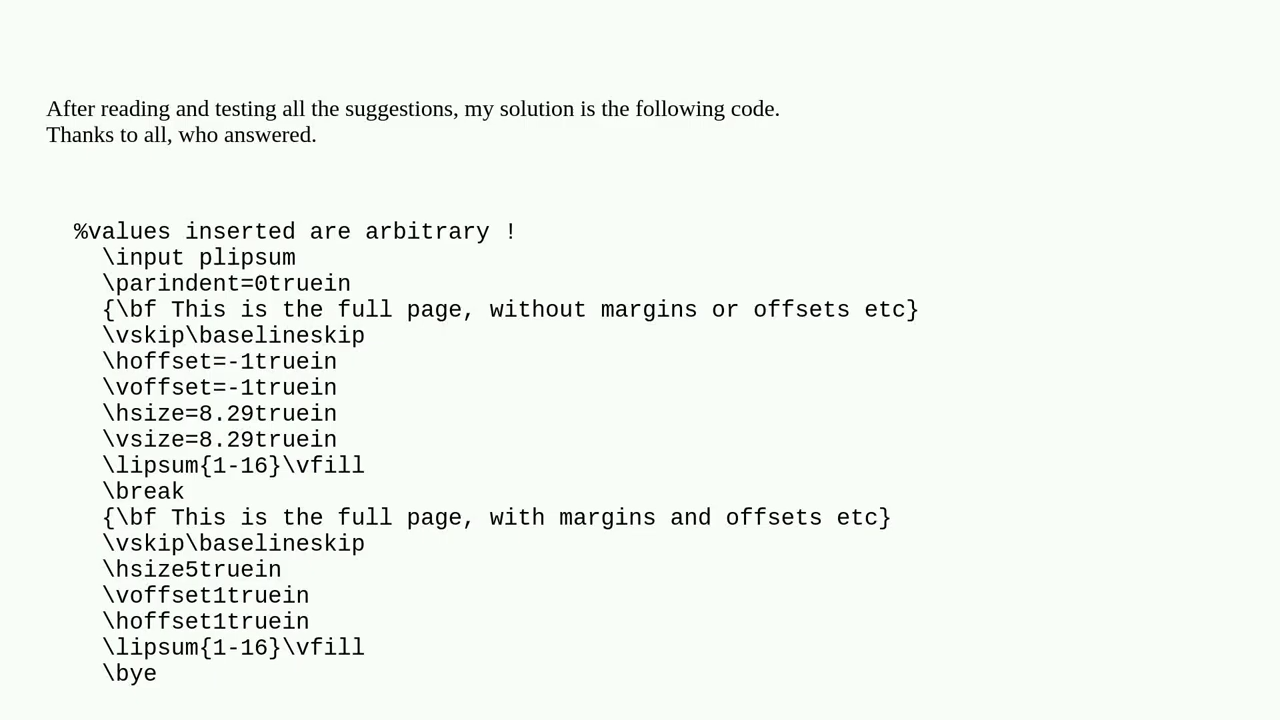 After reading and testing all the suggestions, my solution is the following code.
Thanks to all, who answered.
%values inserted are arbitrary !
\input plipsum
\parindent=0truein
{\bf This is the full page, without margins or offsets etc}
\vskip\baselineskip
\hoffset=-1truein
\voffset=-1truein
\hsize=8.29truein
\vsize=8.29truein
\lipsum{1-16}\vfill
\break
{\bf This is the full page, with margins and offsets etc}
\vskip\baselineskip
\hsize5truein
\voffset1truein
\hoffset1truein
\lipsum{1-16}\vfill
\bye